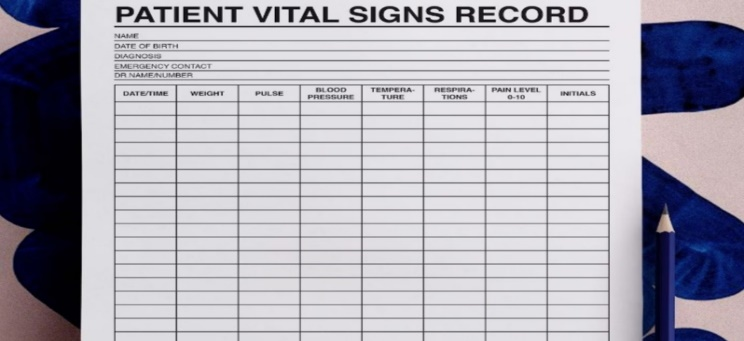 PATIENT VITAL SIGNS RECORD
NAME
DATE OF BIRTH
DIAGNOSIS
EMERGENCY CONTACT
DR.NAME/NUMBER
DATE/TIME WEIGHT PULSE BLOOD PRESSURE TEMPERA-TURE RESPIRA-TIONS PAIN LEVEL 0-10 INITIALS